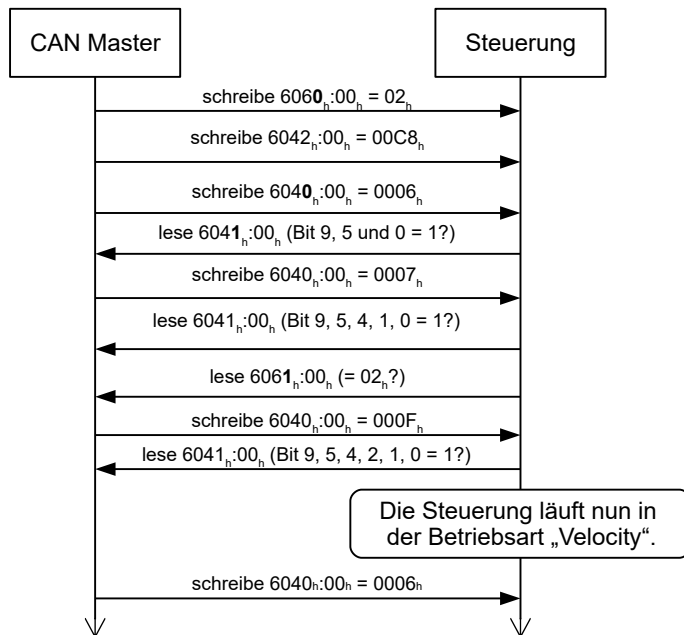 CAN Master
Steuerung
schreibe 6060h:00h = 02h
schreibe 6042h:00h = 00C8h
schreibe 6040h:00h = 0006h
lese 6041h:00h (Bit 9, 5 und 0 = 1?)
schreibe 6040h:00h = 0007h
lese 6041h:00h (Bit 9, 5, 4, 1, 0 = 1?)
lese 6061h:00h (= 02h?)
schreibe 6040h:00h = 000Fh
lese 6041h:00h (Bit 9, 5, 4, 2, 1, 0 = 1?)
Die Steuerung läuft nun in
der Betriebsart „Velocity“.
schreibe 6040h:00h = 0006h